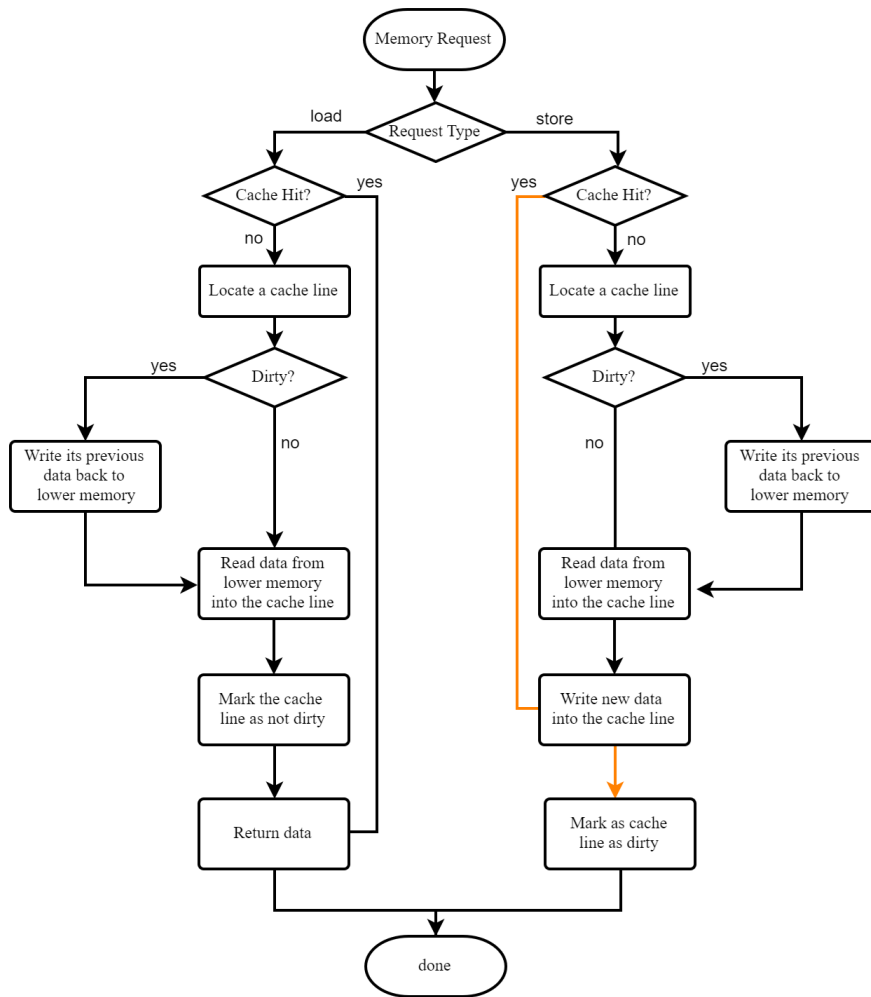 Memory Request
load
Request Type
store
Cache Hit?
yes
yes
Cache Hit?
no
no
Locate a cache line
Locate a cache line
yes
Dirty?
Dirty?
yes
no
no
Write its previous
data back to
lower memory
Write its previous
data back to
lower memory
Read data from
lower memory
into the cache line
Read data from
lower memory
into the cache line
Mark the cache
line as not dirty
Write new data
into the cache line
Return data
Mark as cache
line as dirty
done